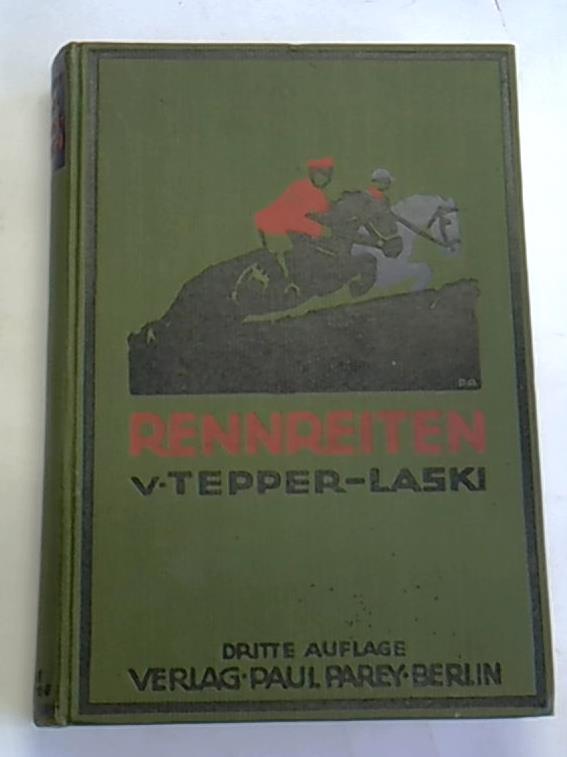 RENNREITEN
V·TEPPER-LASKI
DRITTE AUFLAGE
VERLAG·PAUL PAREY·BERLIN